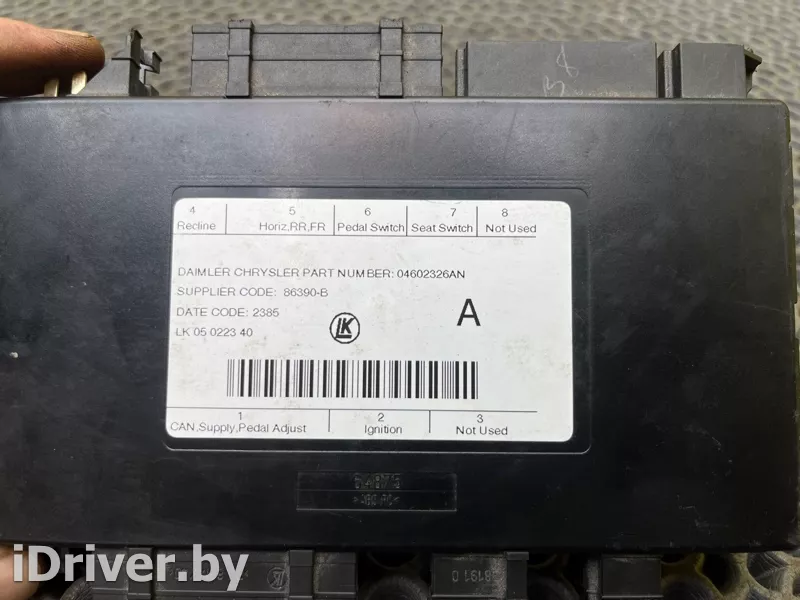 4 5 6 7 8
Recline Horiz,RR,FR Pedal Switch Seat Switch Not Used
DAIMLER CHRYSLER PART NUMBER: 04602326AN
SUPPLIER CODE: 86390-B
DATE CODE: 2385
LK 05 0223 40
LK
A
1 2 3
CAN,Supply,Pedal Adjust Ignition Not Used
iDriver.by